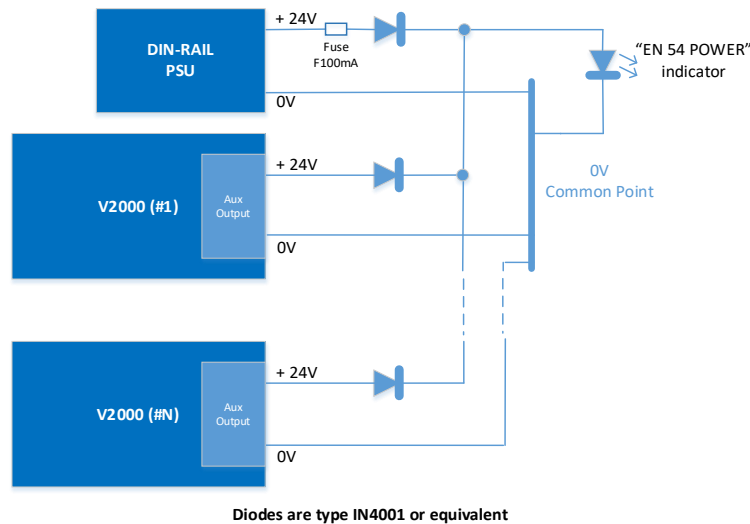 + 24V
DIN-RAIL
PSU
Fuse
F100mA
0V
“EN 54 POWER”
indicator
+ 24V
V2000 (#1)
Aux
Output
0V
0V
Common Point
+ 24V
V2000 (#N)
Aux
Output
0V
Diodes are type IN4001 or equivalent